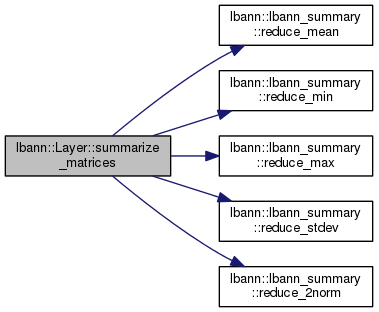 lbann::lbann_summary
::reduce_mean
lbann::lbann_summary
::reduce_min
lbann::Layer::summarize
_matrices
lbann::lbann_summary
::reduce_max
lbann::lbann_summary
::reduce_stdev
lbann::lbann_summary
::reduce_2norm